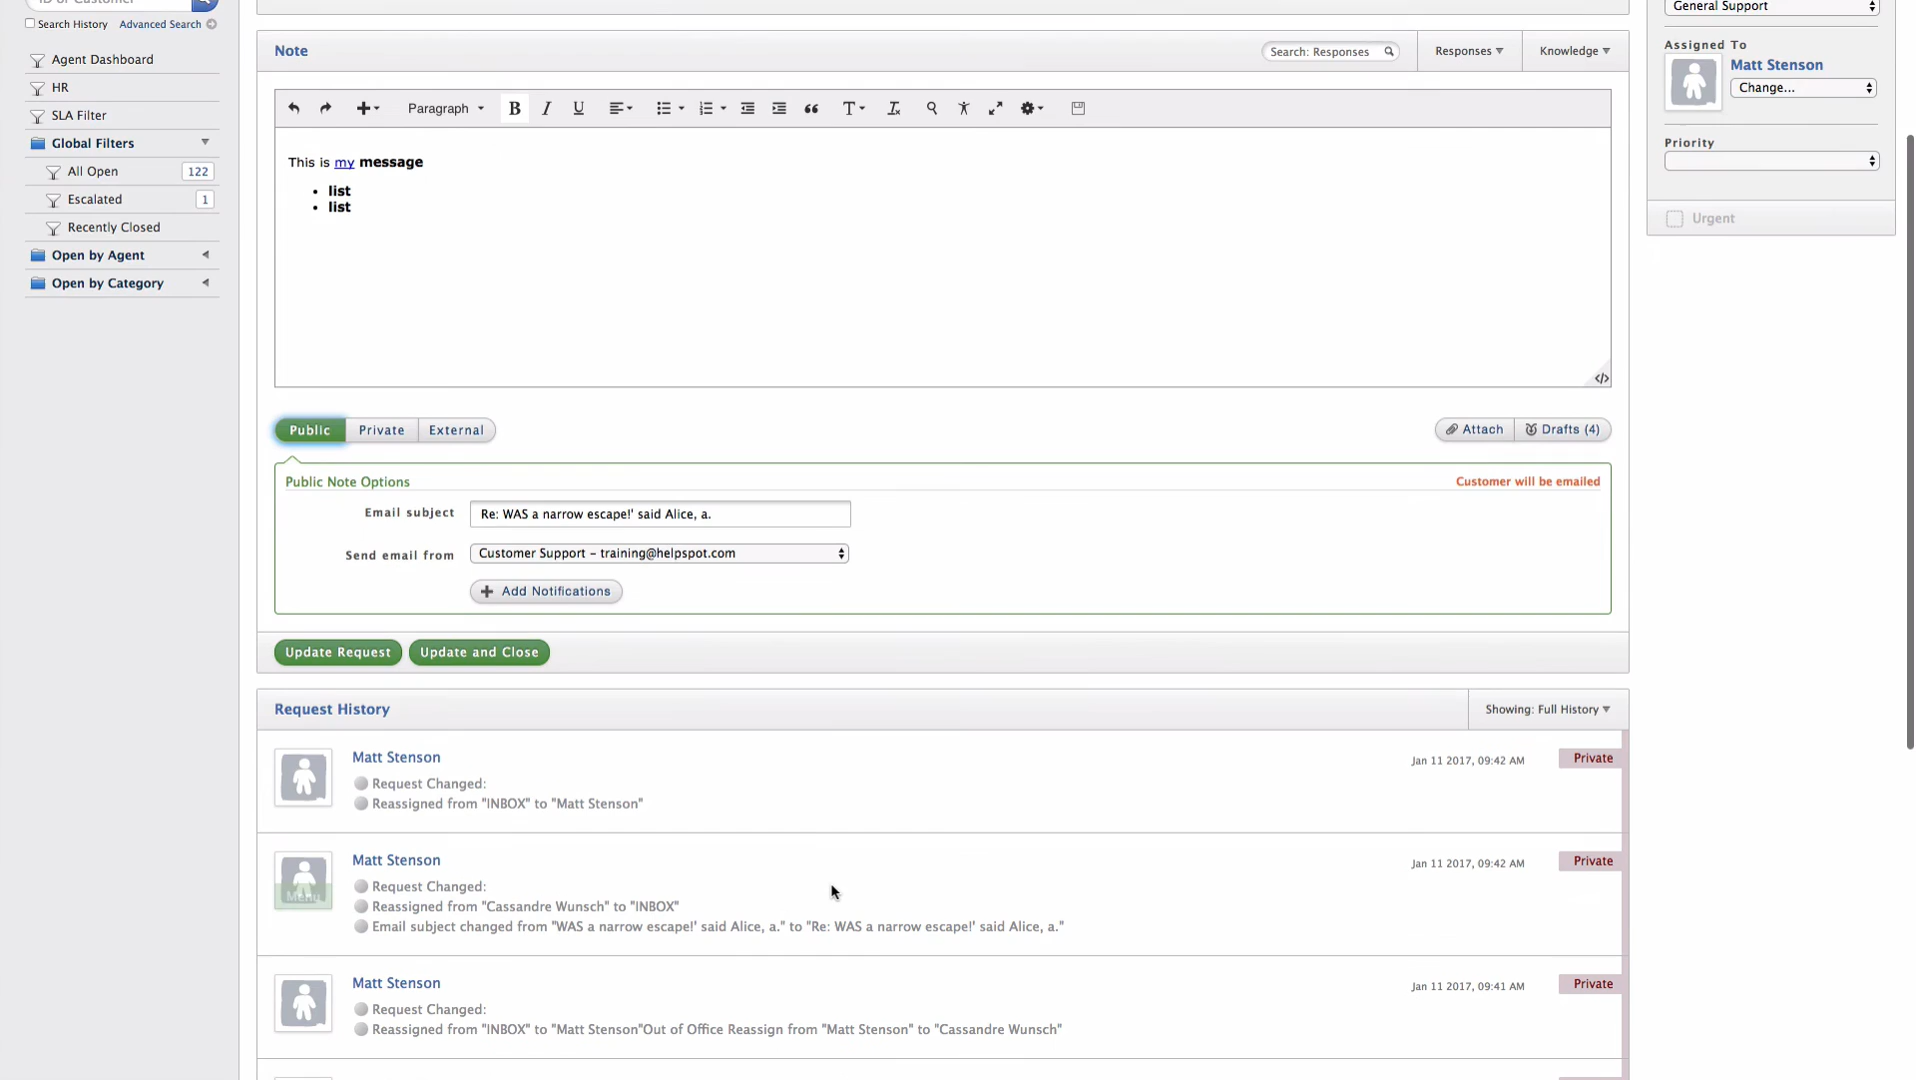 General Support
Search History Advanced Search
Note
Search: Responses
Responses
Knowledge
Assigned To
Matt Stenson
Change...
Agent Dashboard
HR
SLA Filter
Global Filters
All Open 122
Escalated 1
Recently Closed
Open by Agent
Open by Category
Paragraph B I U T
Priority
Urgent
This is my message
• list
• list
Public Private External
Attach Drafts (4)
Public Note Options
Customer will be emailed
Email subject Re: WAS a narrow escape!' said Alice, a.
Send email from Customer Support – training@helpspot.com
Add Notifications
Update Request Update and Close
Request History
Showing: Full History
Matt Stenson
Jan 11 2017, 09:42 AM Private
Request Changed:
Reassigned from "INBOX" to "Matt Stenson"
Matt Stenson
Jan 11 2017, 09:42 AM Private
Menu
Request Changed:
Reassigned from "Cassandre Wunsch" to "INBOX"
Email subject changed from "WAS a narrow escape!' said Alice, a." to "Re: WAS a narrow escape!' said Alice, a."
Matt Stenson
Jan 11 2017, 09:41 AM Private
Request Changed:
Reassigned from "INBOX" to "Matt Stenson"Out of Office Reassign from "Matt Stenson" to "Cassandre Wunsch"